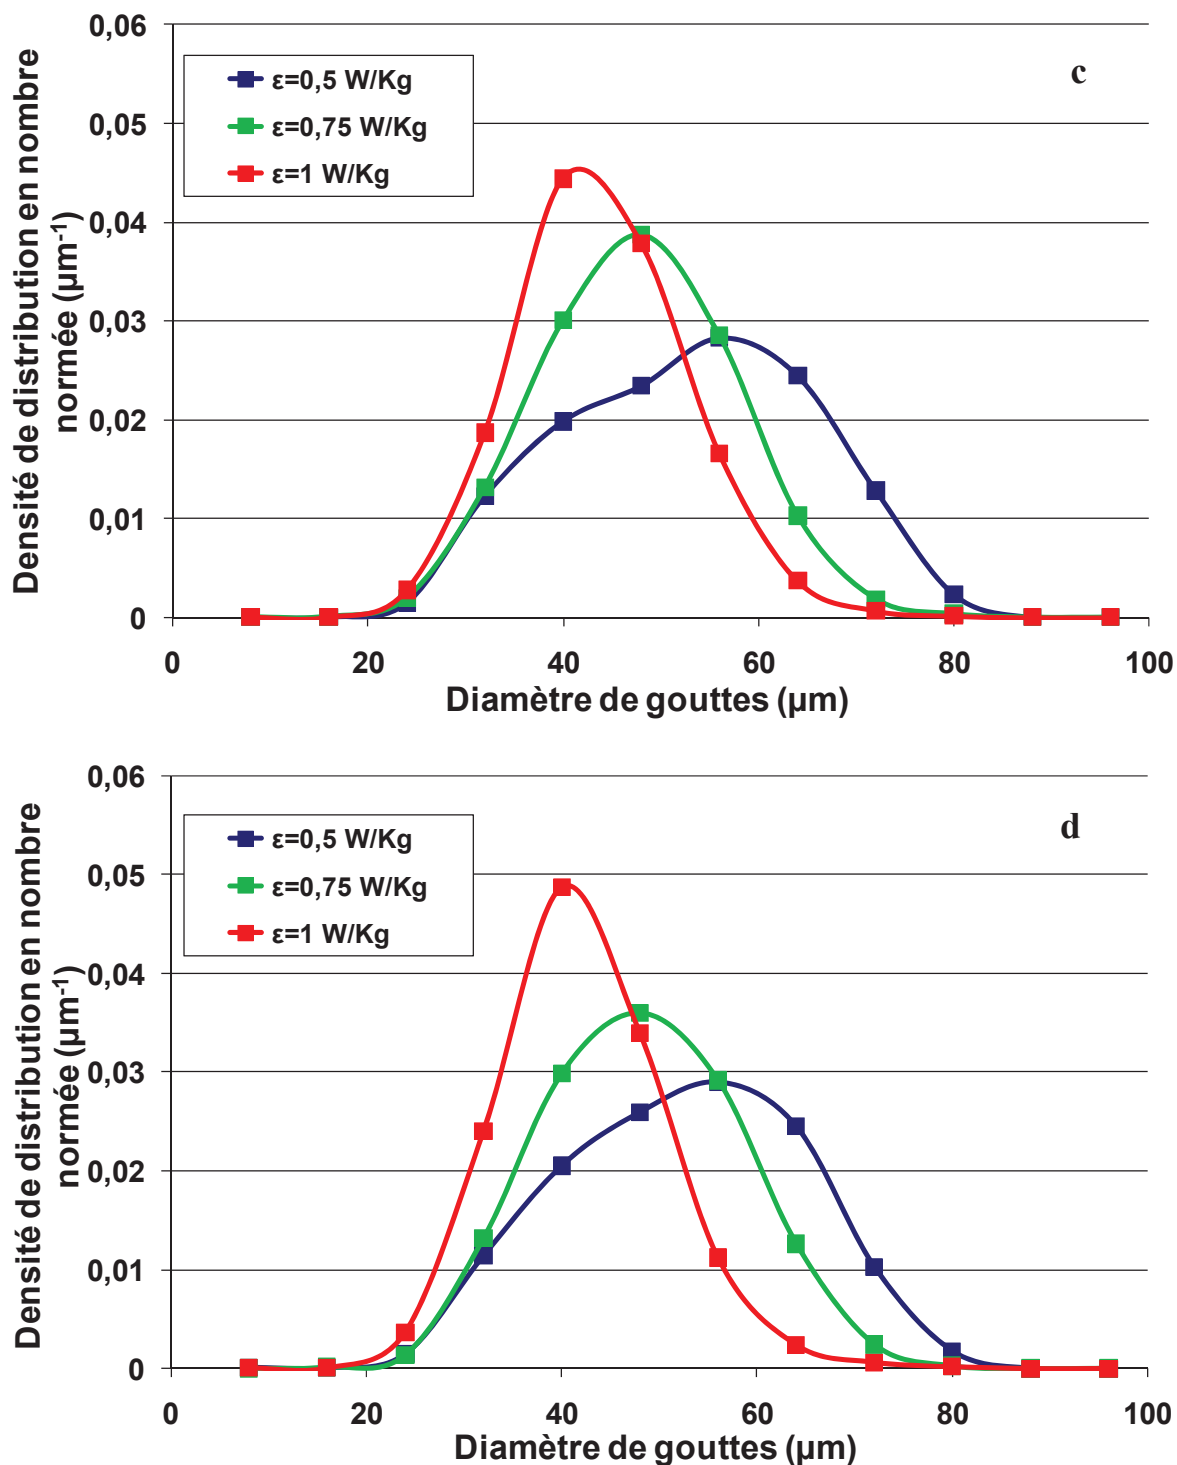 0,06
0,05
0,04
0,03
0,02
0,01
0
Densité de distribution en nombre
normée (µm-1)
ε=0,5 W/Kg
ε=0,75 W/Kg
ε=1 W/Kg
c
0 20 40 60 80 100
Diamètre de gouttes (µm)
0,06
0,05
0,04
0,03
0,02
0,01
0
Densité de distribution en nombre
normée (µm-1)
ε=0,5 W/Kg
ε=0,75 W/Kg
ε=1 W/Kg
d
0 20 40 60 80 100
Diamètre de gouttes (µm)